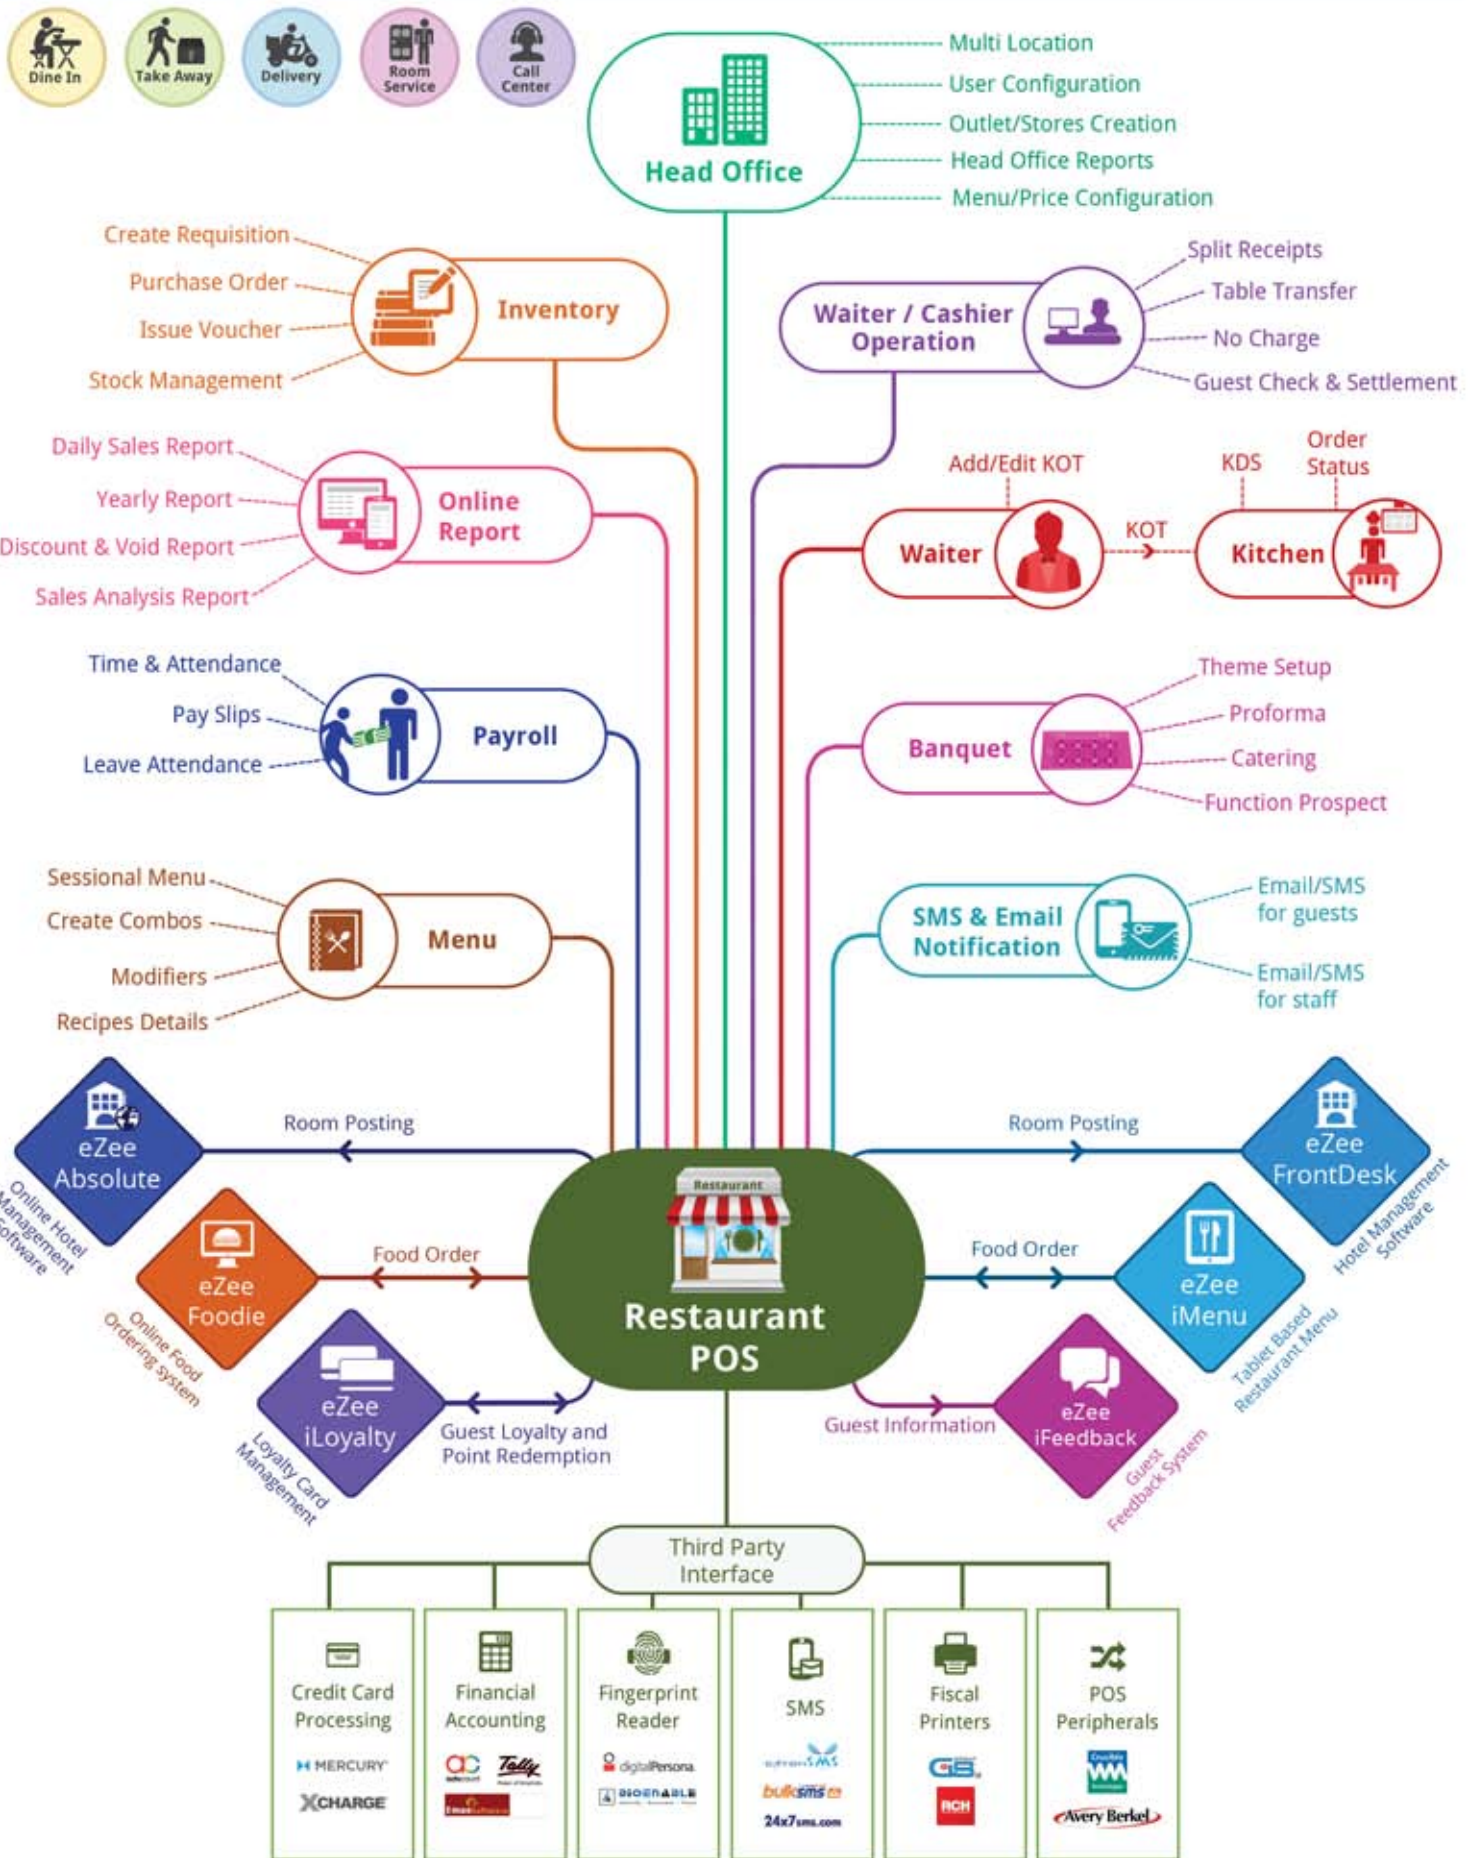 Dine In
Take Away
Delivery
Room
Service
Call
Center
Head Office
Multi Location
User Configuration
Outlet/Stores Creation
Head Office Reports
Menu/Price Configuration
Create Requisition
Purchase Order
Issue Voucher
Stock Management
Inventory
Waiter / Cashier
Operation
Split Receipts
Table Transfer
No Charge
Guest Check & Settlement
Daily Sales Report
Yearly Report
Discount & Void Report
Sales Analysis Report
Online
Report
Add/Edit KOT
Waiter
KOT
KDS
Order
Status
Kitchen
Time & Attendance
Pay Slips
Leave Attendance
Payroll
Banquet
Theme Setup
Proforma
Catering
Function Prospect
Sessional Menu
Create Combos
Modifiers
Recipes Details
Menu
SMS & Email
Notification
Email/SMS
for guests
Email/SMS
for staff
eZee
Absolute
Online Hotel
Management
Software
Room Posting
Room Posting
eZee
FrontDesk
Hotel Management
Software
eZee
Foodie
Online Food
Ordering system
Food Order
Restaurant
Restaurant
POS
Food Order
eZee
iMenu
Tablet Based
Restaurant Menu
eZee
iLoyalty
Loyalty Card
Management
Guest Loyalty and
Point Redemption
Guest Information
eZee
iFeedback
Guest
Feedback System
Third Party
Interface
Credit Card
Processing
MERCURY
XCHARGE
Financial
Accounting
Tally
Fingerprint
Reader
digitalPersona.
BIOENABLE
SMS
SMS
bulksms
24x7sms.com
Fiscal
Printers
RCH
POS
Peripherals
Avery Berkel